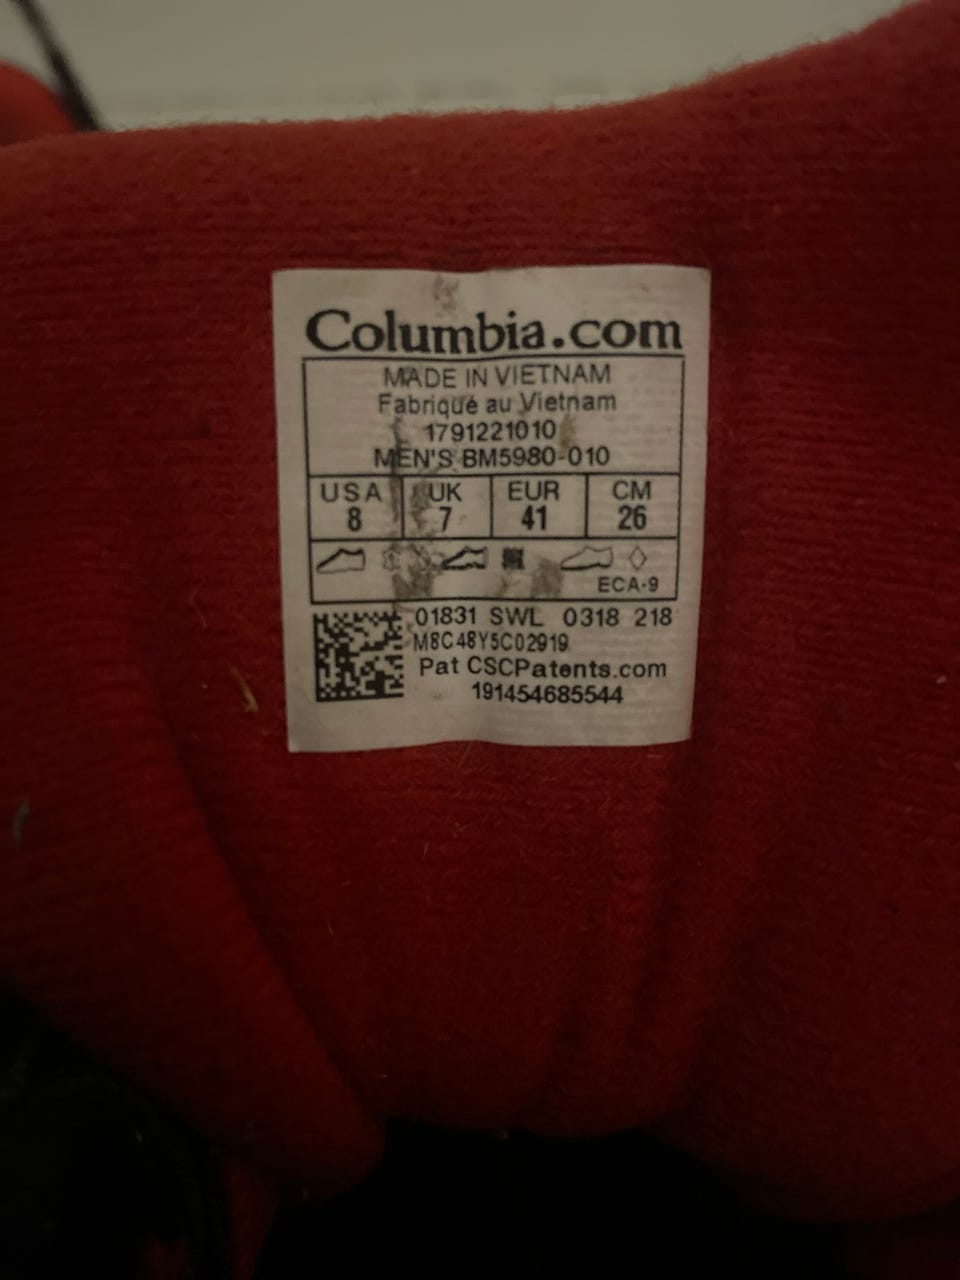 Columbia.com
MADE IN VIETNAM
Fabriqué au Vietnam
1791221010
MEN'S BM5980-010
USA UK EUR CM
8 7 41 26
ECA-9
01831 SWL 0318 218
M8C48Y5C02919
Pat CSCPatents.com
191454685544